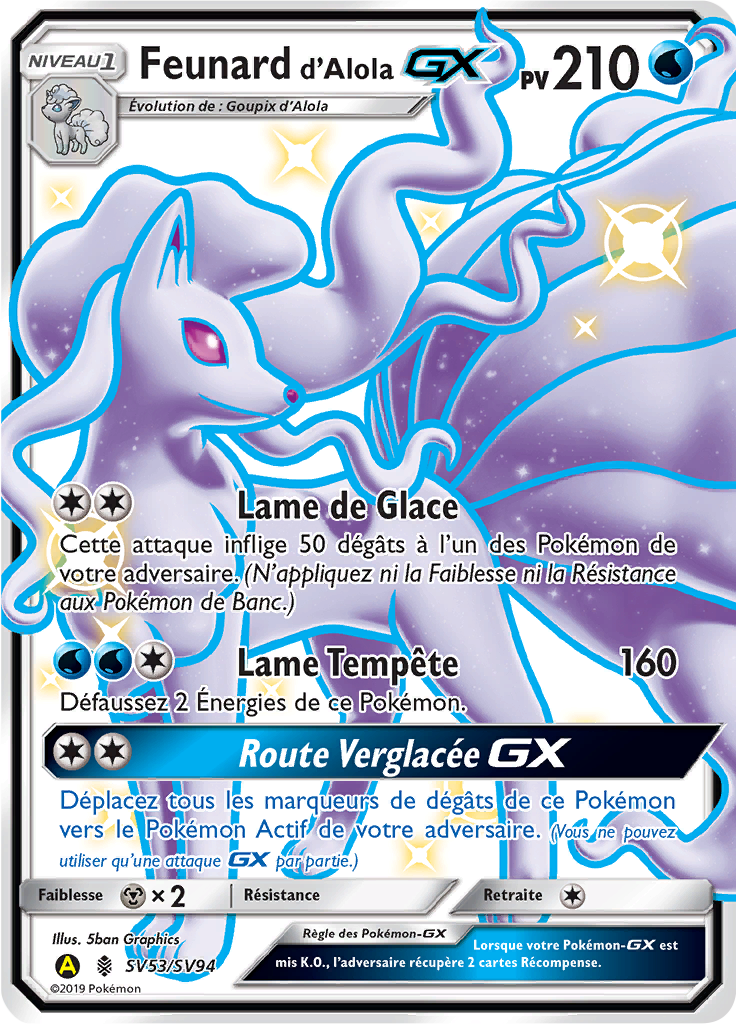 NIVEAU 1
Feunard d'Alola GX PV 210
Évolution de : Goupix d'Alola
Lame de Glace
Cette attaque inflige 50 dégâts à l'un des Pokémon de
votre adversaire. (N'appliquez ni la Faiblesse ni la Résistance
aux Pokémon de Banc.)
Lame Tempête 160
Défaussez 2 Énergies de ce Pokémon.
Route Verglacée GX
Déplacez tous les marqueurs de dégâts de ce Pokémon
vers le Pokémon Actif de votre adversaire. (Vous ne pouvez
utiliser qu'une attaque GX par partie.)
Faiblesse ×2 Résistance Retraite
Illus. 5ban Graphics
Règle des Pokémon-GX
Lorsque votre Pokémon-GX est
mis K.O., l'adversaire récupère 2 cartes Récompense.
A SV53/SV94
©2019 Pokémon